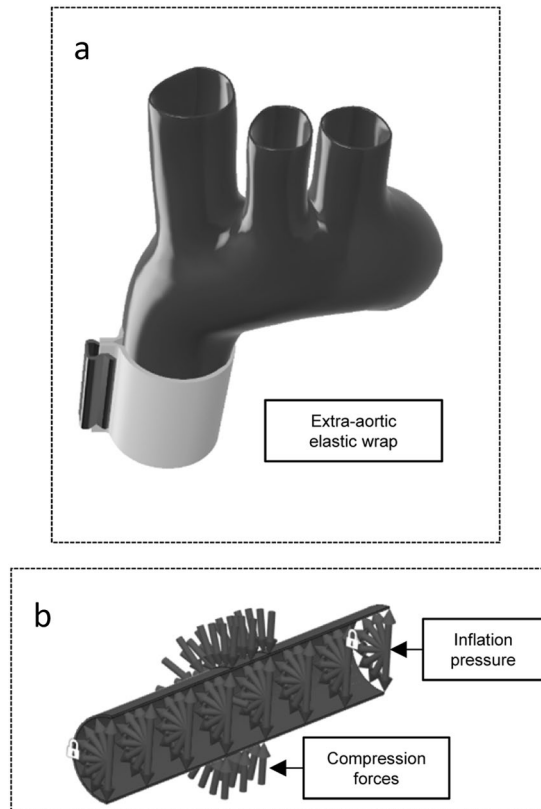 a
Extra-aortic
elastic wrap
b
Inflation
pressure
Compression
forces